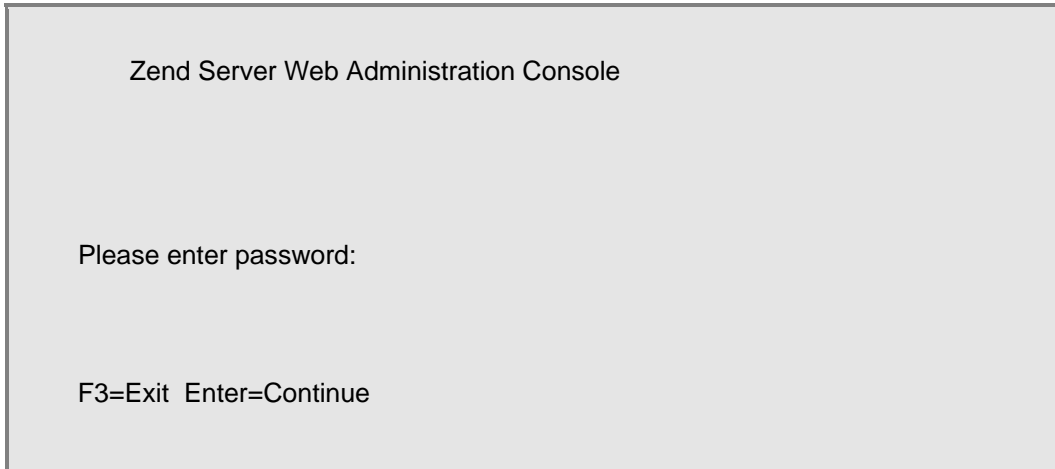 Zend Server Web Administration Console
Please enter password:
F3=Exit  Enter=Continue